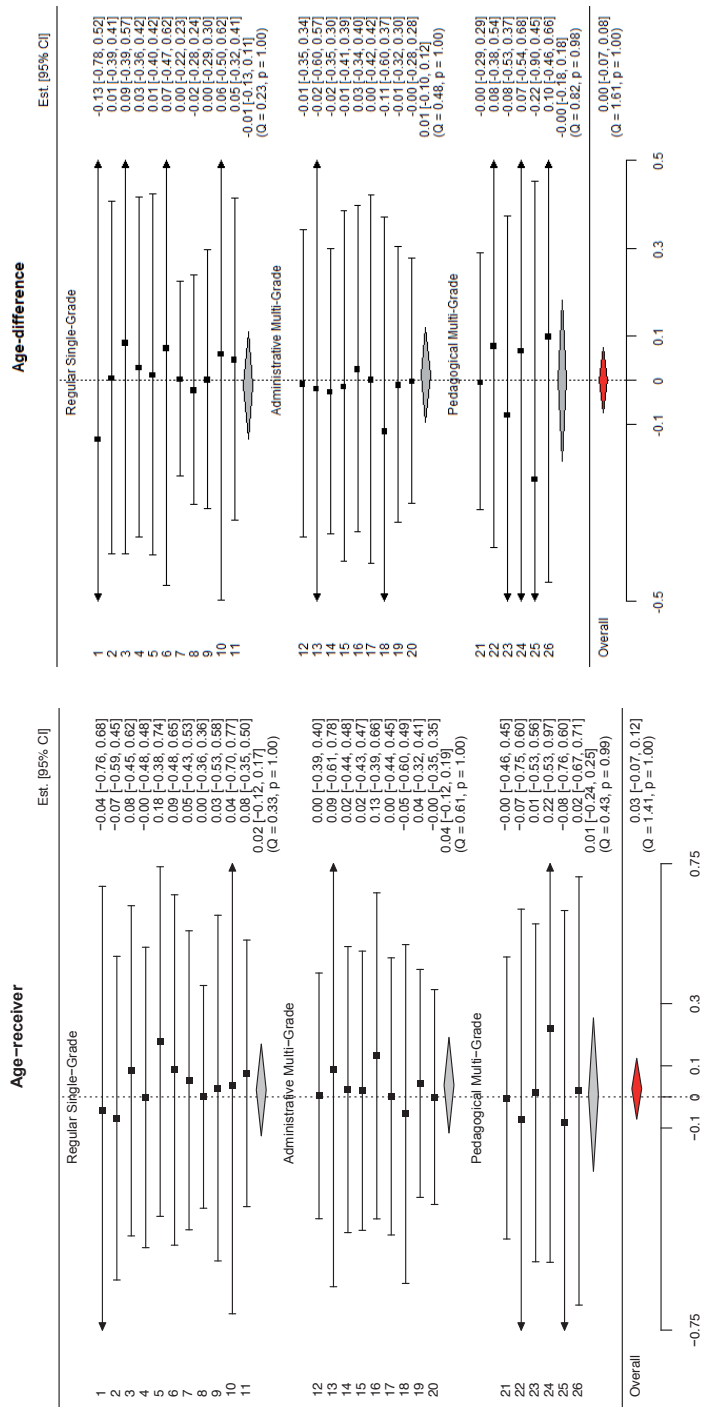 Age−receiver
Est. [95% CI]
Regular Single−Grade
1 −0.04 [−0.76, 0.68]
2 −0.07 [−0.59, 0.45]
3 0.08 [−0.45, 0.62]
4 −0.00 [−0.48, 0.48]
5 0.18 [−0.38, 0.74]
6 0.09 [−0.48, 0.65]
7 0.05 [−0.43, 0.53]
8 0.00 [−0.36, 0.36]
9 0.03 [−0.53, 0.58]
10 0.04 [−0.70, 0.77]
11 0.08 [−0.35, 0.50]
0.02 [−0.12, 0.17]
(Q = 0.33, p = 1.00)
Administrative Multi−Grade
12 0.00 [−0.39, 0.40]
13 0.09 [−0.61, 0.78]
14 0.02 [−0.44, 0.48]
15 0.02 [−0.43, 0.47]
16 0.13 [−0.39, 0.66]
17 0.00 [−0.44, 0.45]
18 −0.05 [−0.60, 0.49]
19 0.04 [−0.32, 0.41]
20 −0.00 [−0.35, 0.35]
0.04 [−0.12, 0.19]
(Q = 0.61, p = 1.00)
Pedagogical Multi−Grade
21 −0.00 [−0.46, 0.45]
22 −0.07 [−0.75, 0.60]
23 0.01 [−0.53, 0.56]
24 0.22 [−0.53, 0.97]
25 −0.08 [−0.76, 0.60]
26 0.02 [−0.67, 0.71]
0.01 [−0.24, 0.25]
(Q = 0.43, p = 0.99)
Overall 0.03 [−0.07, 0.12]
(Q = 1.41, p = 1.00)
−0.75 −0.1 0 0.1 0.3 0.75
Age-difference
Est. [95% CI]
Regular Single-Grade
1 -0.13 [-0.78, 0.52]
2 0.01 [-0.39, 0.41]
3 0.09 [-0.39, 0.57]
4 0.03 [-0.36, 0.42]
5 0.01 [-0.40, 0.42]
6 0.07 [-0.47, 0.62]
7 0.00 [-0.22, 0.23]
8 -0.02 [-0.28, 0.24]
9 -0.00 [-0.29, 0.30]
10 0.06 [-0.50, 0.62]
11 0.05 [-0.32, 0.41]
-0.01 [-0.13, 0.11]
(Q = 0.23, p = 1.00)
Administrative Multi-Grade
12 -0.01 [-0.35, 0.34]
13 -0.02 [-0.60, 0.57]
14 -0.02 [-0.35, 0.30]
15 -0.01 [-0.41, 0.39]
16 0.03 [-0.34, 0.40]
17 0.00 [-0.42, 0.42]
18 -0.11 [-0.60, 0.37]
19 -0.01 [-0.32, 0.30]
20 -0.00 [-0.28, 0.28]
0.01 [-0.10, 0.12]
(Q = 0.48, p = 1.00)
Pedagogical Multi-Grade
21 -0.00 [-0.29, 0.29]
22 0.08 [-0.38, 0.54]
23 -0.08 [-0.53, 0.37]
24 0.07 [-0.54, 0.68]
25 -0.22 [-0.90, 0.45]
26 0.10 [-0.46, 0.66]
-0.00 [-0.18, 0.18]
(Q = 0.82, p = 0.98)
Overall 0.00 [-0.07, 0.08]
(Q = 1.61, p = 1.00)
-0.5 -0.1 0 0.1 0.3 0.5